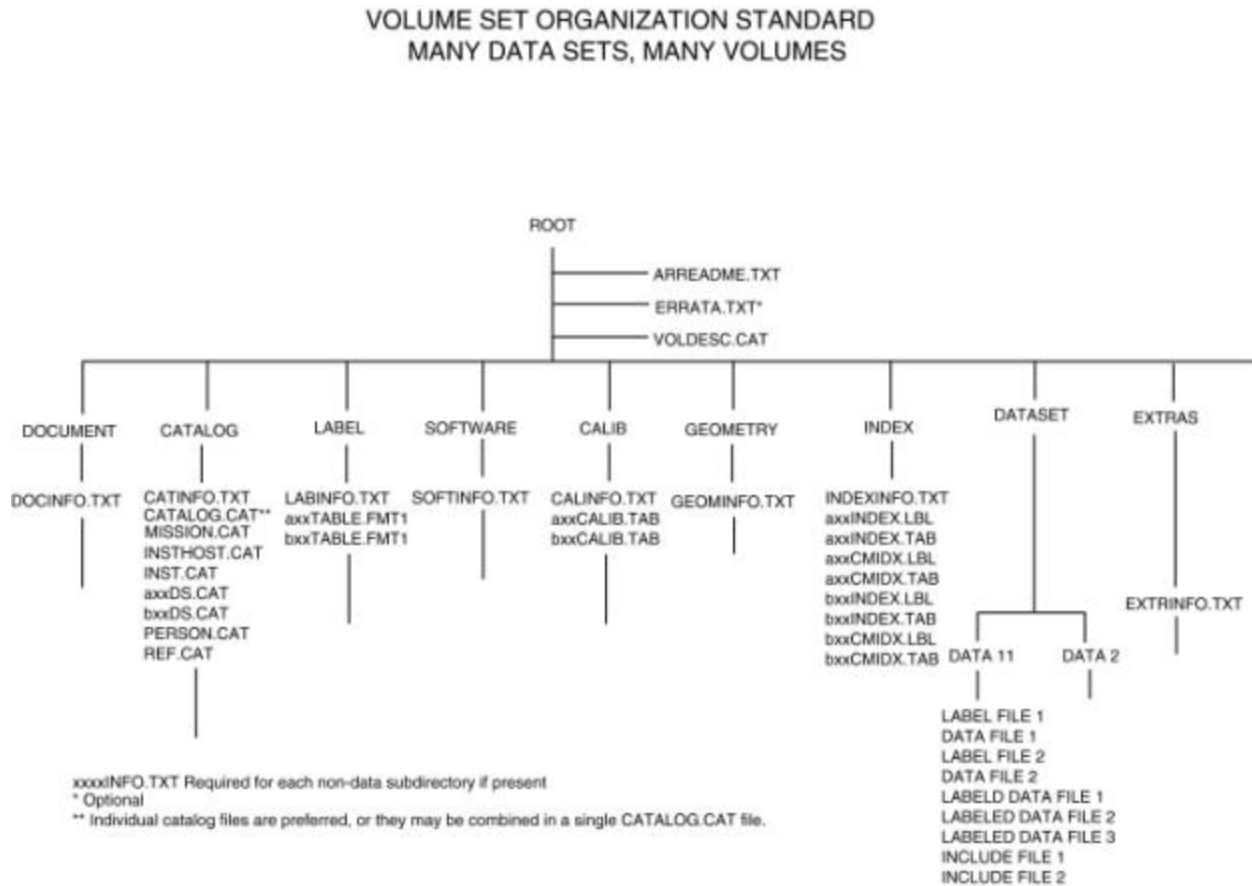 VOLUME SET ORGANIZATION STANDARD
MANY DATA SETS, MANY VOLUMES
ROOT
ARREADME.TXT
ERRATA.TXT*
VOLDESC.CAT
DOCUMENT
CATALOG
LABEL
SOFTWARE
CALIB
GEOMETRY
INDEX
DATASET
EXTRAS
DOCINFO.TXT
CATINFO.TXT
CATALOG.CAT**
MISSION.CAT
INSTHOST.CAT
INST.CAT
axxDS.CAT
bxxDS.CAT
PERSON.CAT
REF.CAT
LABINFO.TXT
axxTABLE.FMT1
bxxTABLE.FMT1
SOFTINFO.TXT
CALINFO.TXT
axxCALIB.TAB
bxxCALIB.TAB
GEOMINFO.TXT
INDEXINFO.TXT
axxINDEX.LBL
axxINDEX.TAB
axxCMIDX.LBL
axxCMIDX.TAB
bxxINDEX.LBL
bxxINDEX.TAB
bxxCMIDX.LBL
bxxCMIDX.TAB
DATA 11
DATA 2
LABEL FILE 1
DATA FILE 1
LABEL FILE 2
DATA FILE 2
LABELD DATA FILE 1
LABELED DATA FILE 2
LABELED DATA FILE 3
INCLUDE FILE 1
INCLUDE FILE 2
EXTRINFO.TXT
xxxxINFO.TXT Required for each non-data subdirectory if present
* Optional
** Individual catalog files are preferred, or they may be combined in a single CATALOG.CAT file.